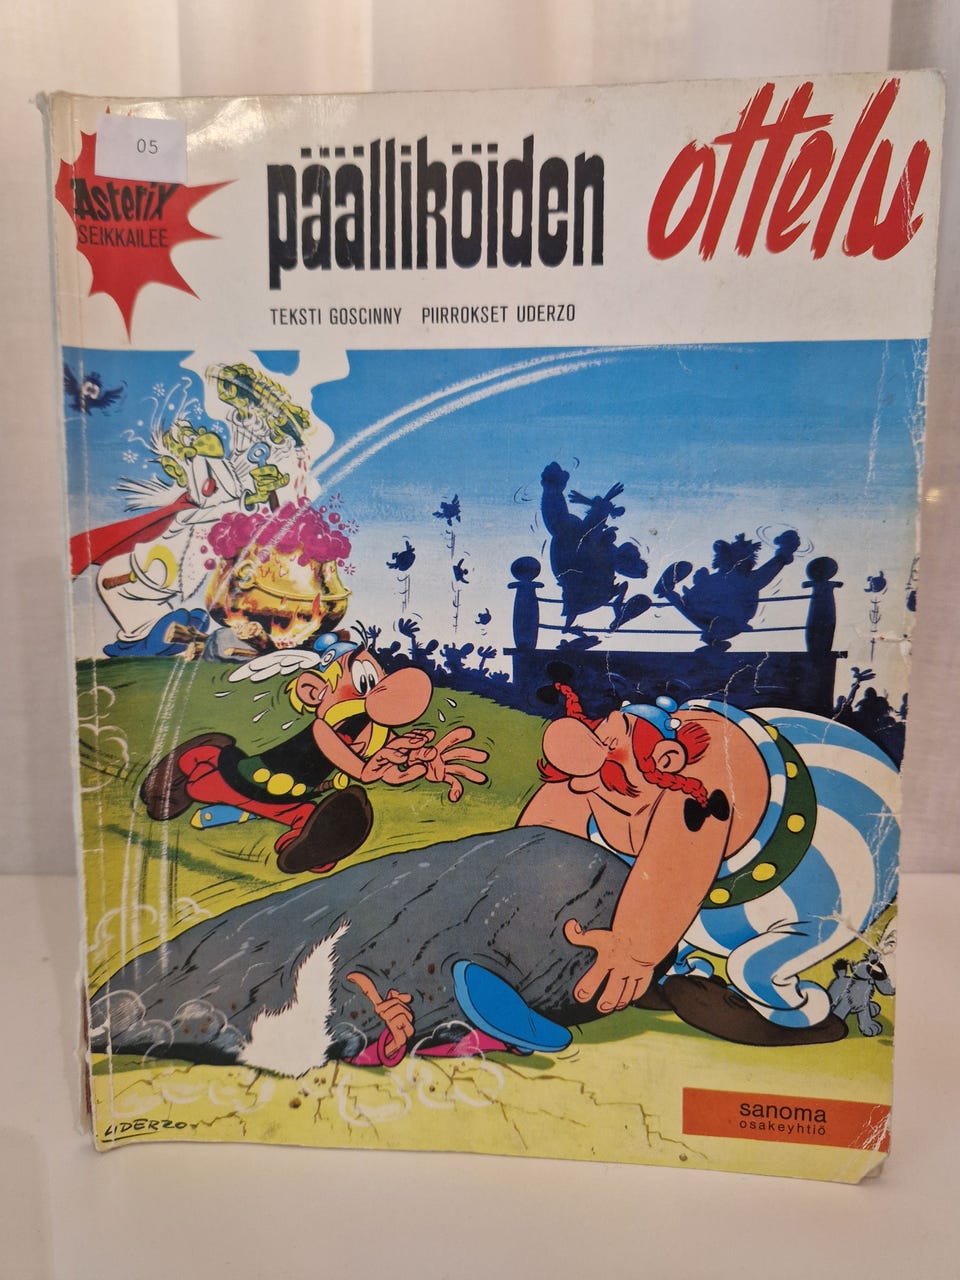 05
Asterix
SEIKKAILEE
päälliköiden ottelu
TEKSTI GOSCINNY PIIRROKSET UDERZO
UDERZO
sanoma
osakeyhtiö